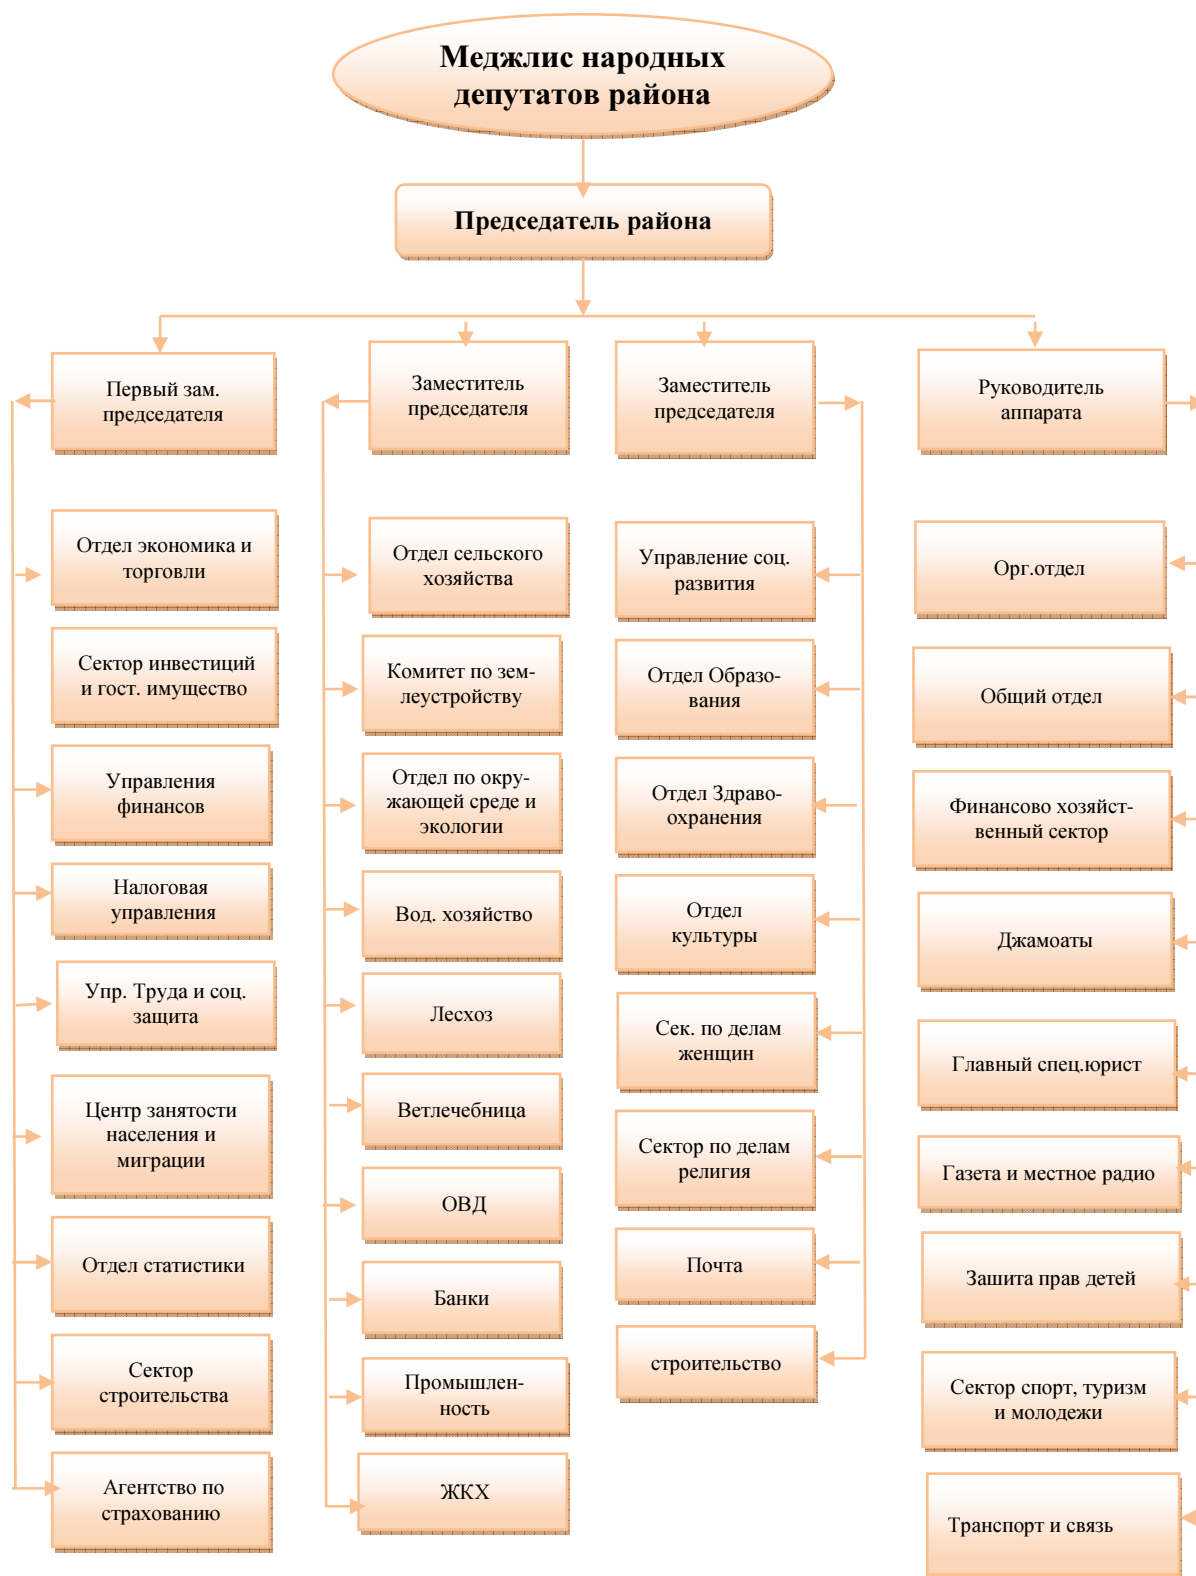 Меджлис народных
депутатов района
Председатель района
Первый зам.
председателя
Заместитель
председателя
Заместитель
председателя
Руководитель
аппарата
Отдел экономика и
торговли
Сектор инвестиций
и гост. имущество
Управления
финансов
Налоговая
управления
Упр. Труда и соц.
защита
Центр занятости
населения и
миграции
Отдел статистики
Сектор
строительства
Агентство по
страхованию
Отдел сельского
хозяйства
Комитет по зем-
леустройству
Отдел по окру-
жающей среде и
экологии
Вод. хозяйство
Лесхоз
Ветлечебница
ОВД
Банки
Промышлен-
ность
ЖКХ
Управление соц.
развития
Отдел Образо-
вания
Отдел Здраво-
охранения
Отдел
культуры
Сек. по делам
женщин
Сектор по делам
религия
Почта
строительство
Орг.отдел
Общий отдел
Финансово хозяйст-
венный сектор
Джамоаты
Главный спец.юрист
Газета и местное радио
Зашита прав детей
Сектор спорт, туризм
и молодежи
Транспорт и связь